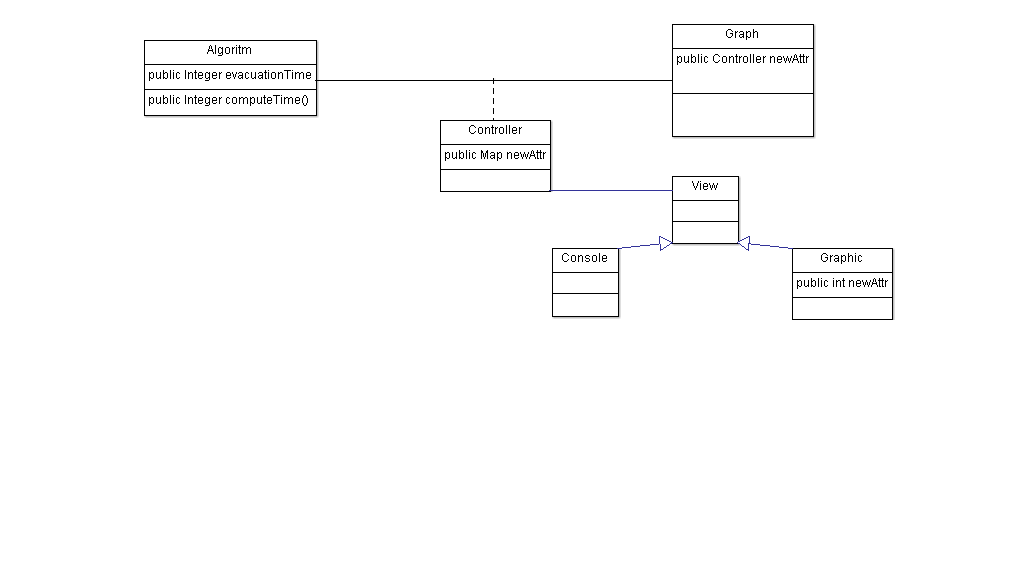 Algoritm
public Integer evacuationTime
public Integer computeTime()
Graph
public Controller newAttr
Controller
public Map newAttr
View
Console
Graphic
public int newAttr